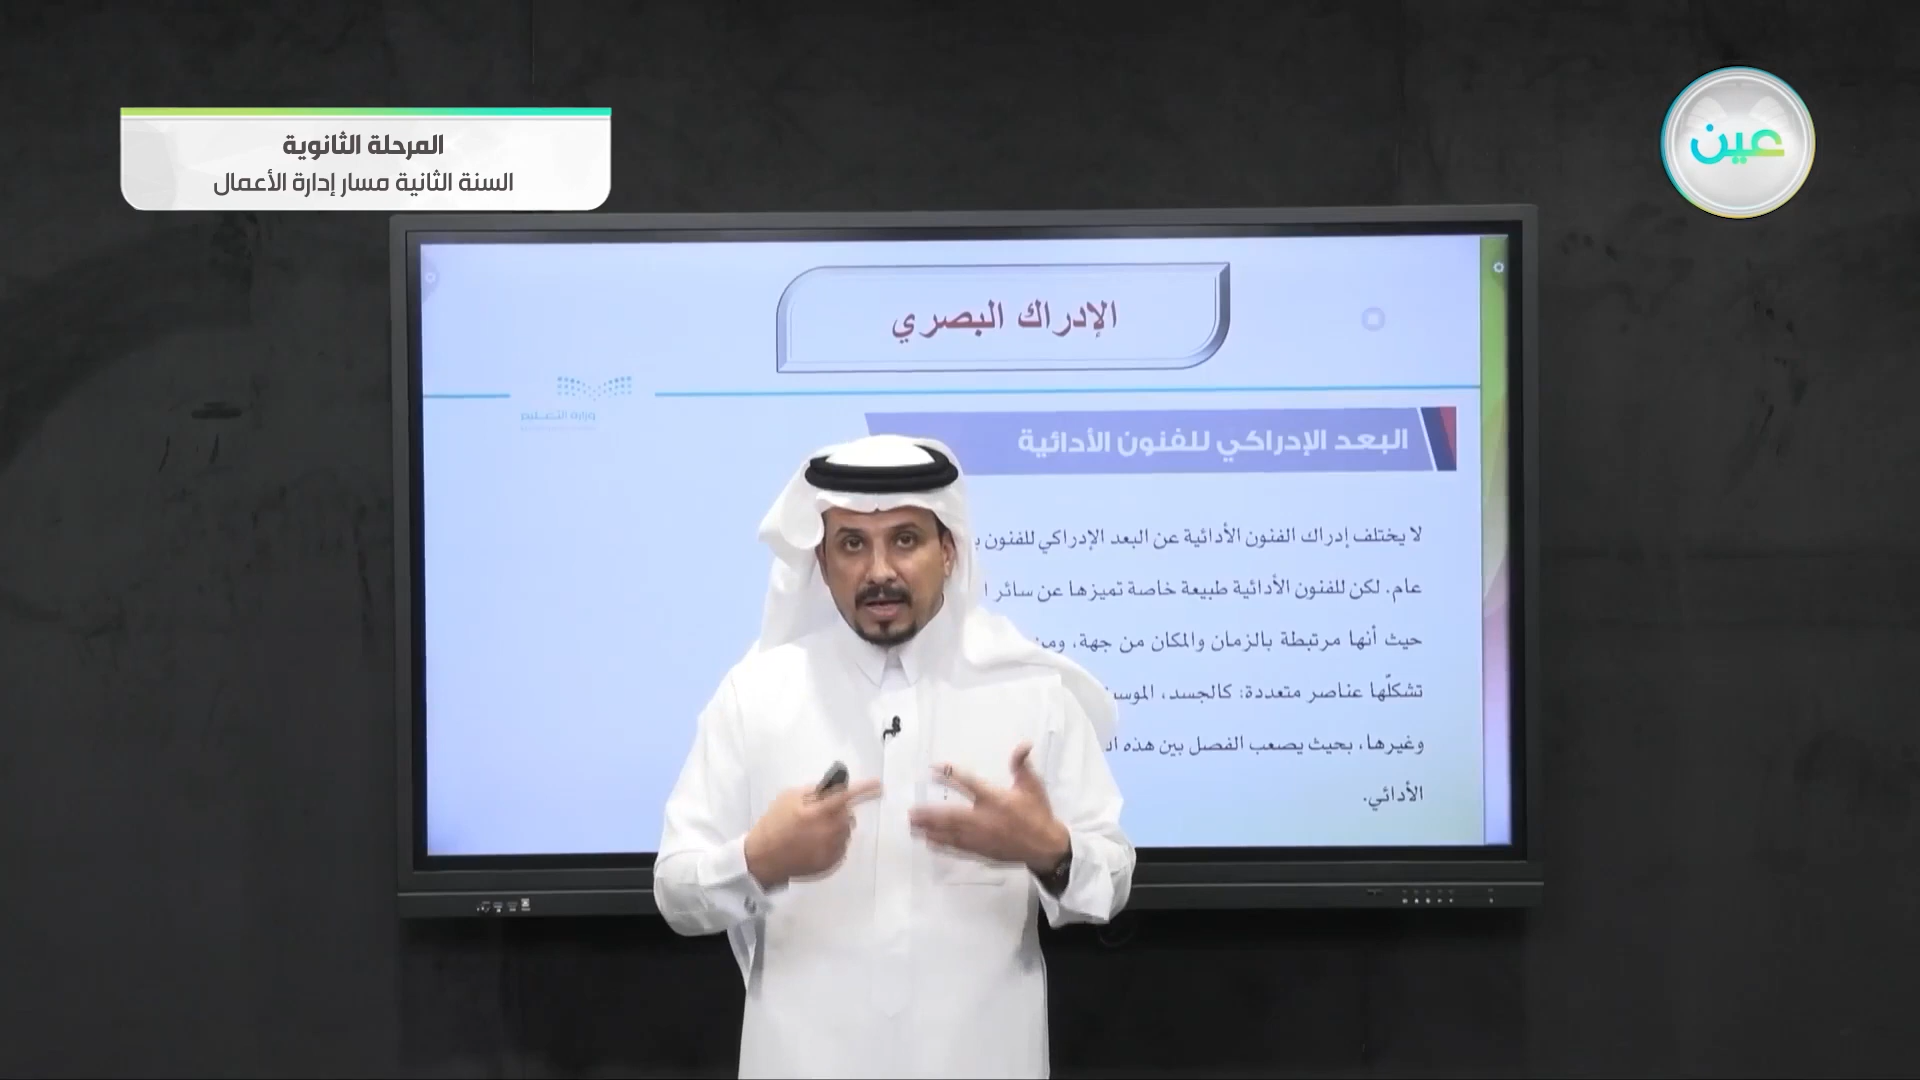 المرحلة الثانوية
السنة الثانية مسار إدارة الأعمال
عين
الإدراك البصري
وزارة التعليم
البعد الإدراكي للفنون الأدائية
لا يختلف إدراك الفنون الأدائية عن البعد الإدراكي للفنون
عام. لكن للفنون الأدائية طبيعة خاصة تميزها عن سائر
حيث أنها مرتبطة بالزمان والمكان من جهة،
تشكلّها عناصر متعددة: كالجسد،
وغيرها، بحيث يصعب الفصل بين هذه
الأدائي.